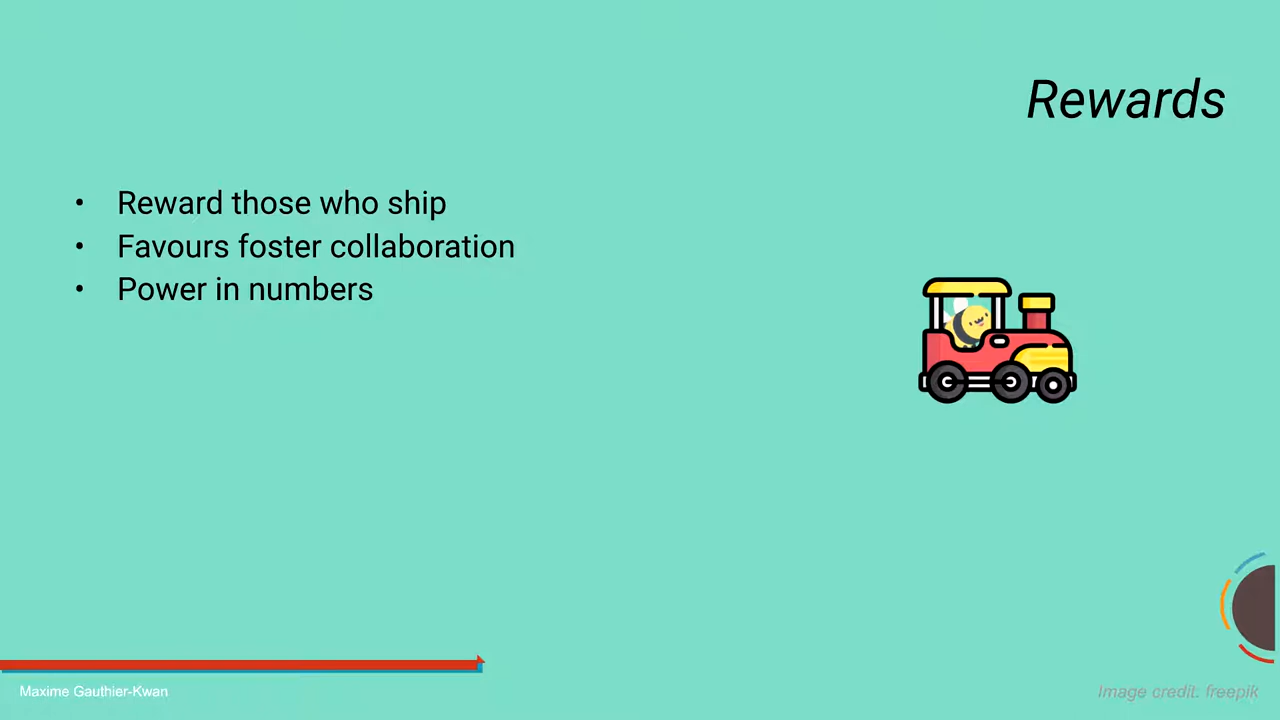 Rewards
• Reward those who ship
• Favours foster collaboration
• Power in numbers
Maxime Gauthier-Kwan
Image credit: freepik